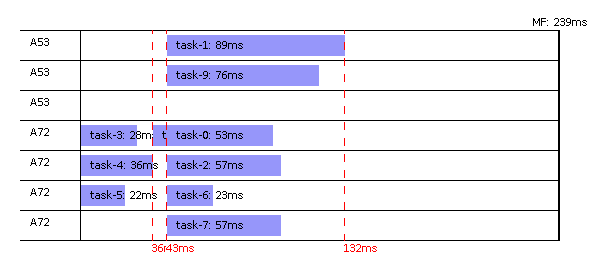 MF: 239ms
A53 task-1: 89ms
A53 task-9: 76ms
A53
A72 task-3: 28ms t task-0: 53ms
A72 task-4: 36ms task-2: 57ms
A72 task-5: 22ms task-6: 23ms
A72 task-7: 57ms
43ms 132ms